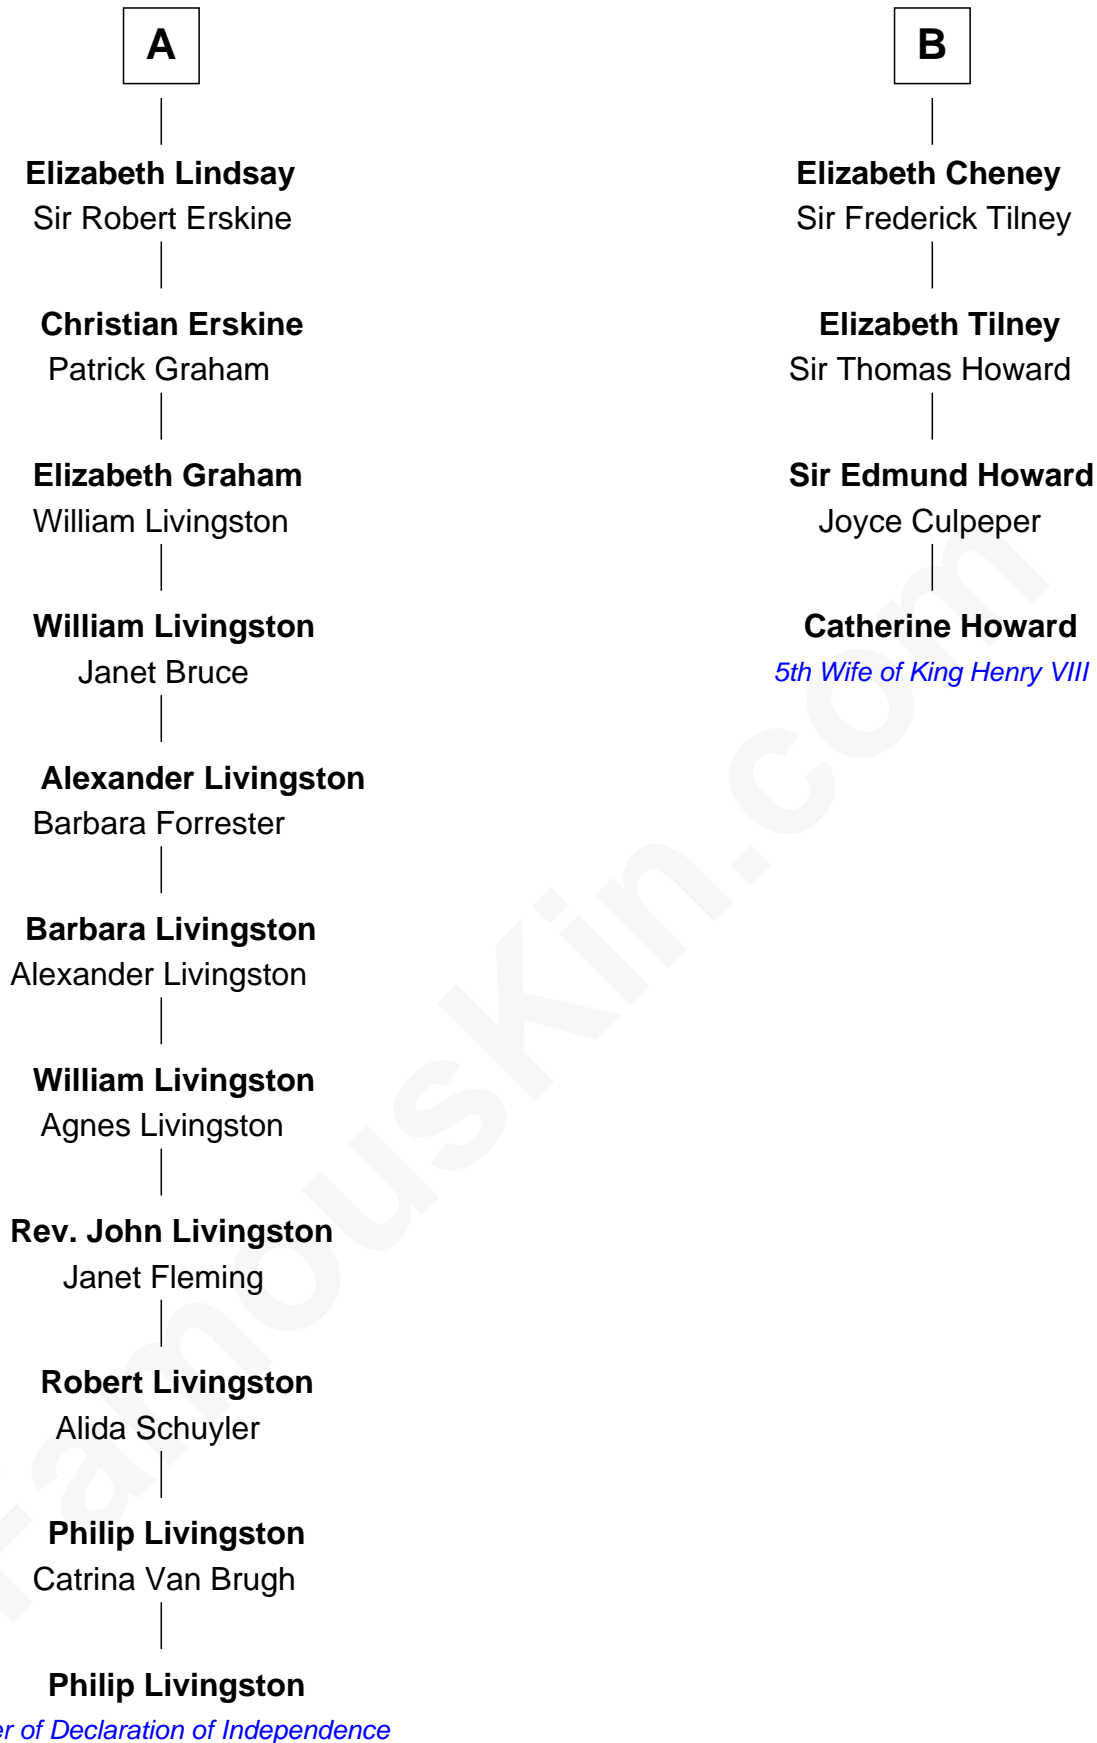 A
Elizabeth Lindsay
Sir Robert Erskine
Christian Erskine
Patrick Graham
Elizabeth Graham
William Livingston
William Livingston
Janet Bruce
Alexander Livingston
Barbara Forrester
Barbara Livingston
Alexander Livingston
William Livingston
Agnes Livingston
Rev. John Livingston
Janet Fleming
Robert Livingston
Alida Schuyler
Philip Livingston
Catrina Van Brugh
Philip Livingston
of Declaration of Independence
B
Elizabeth Cheney
Sir Frederick Tilney
Elizabeth Tilney
Sir Thomas Howard
Sir Edmund Howard
Joyce Culpeper
Catherine Howard
5th Wife of King Henry VIII
FamousKin.com